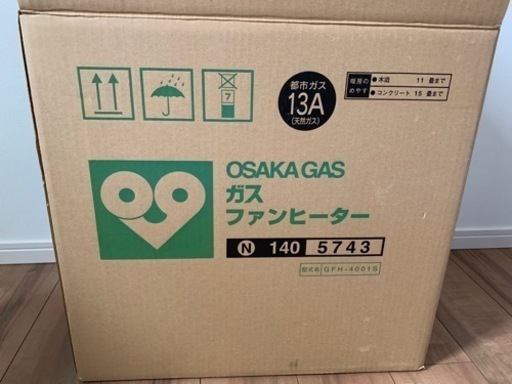 7
都市ガス
13A
(天然ガス)
暖房の
めやす
●木造 11 畳まで
●コンクリート 15 畳まで
OSAKA GAS
ガス
ファンヒーター
N 140 5743
型式名 GFH-4001S